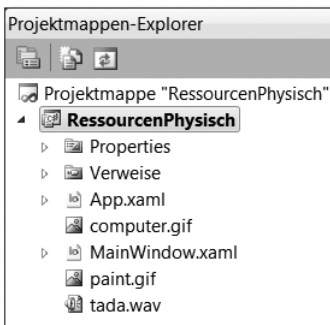 Projektmappen-Explorer
Projektmappe "RessourcenPhysisch"
RessourcenPhysisch
Properties
Verweise
App.xaml
computer.gif
MainWindow.xaml
paint.gif
tada.wav